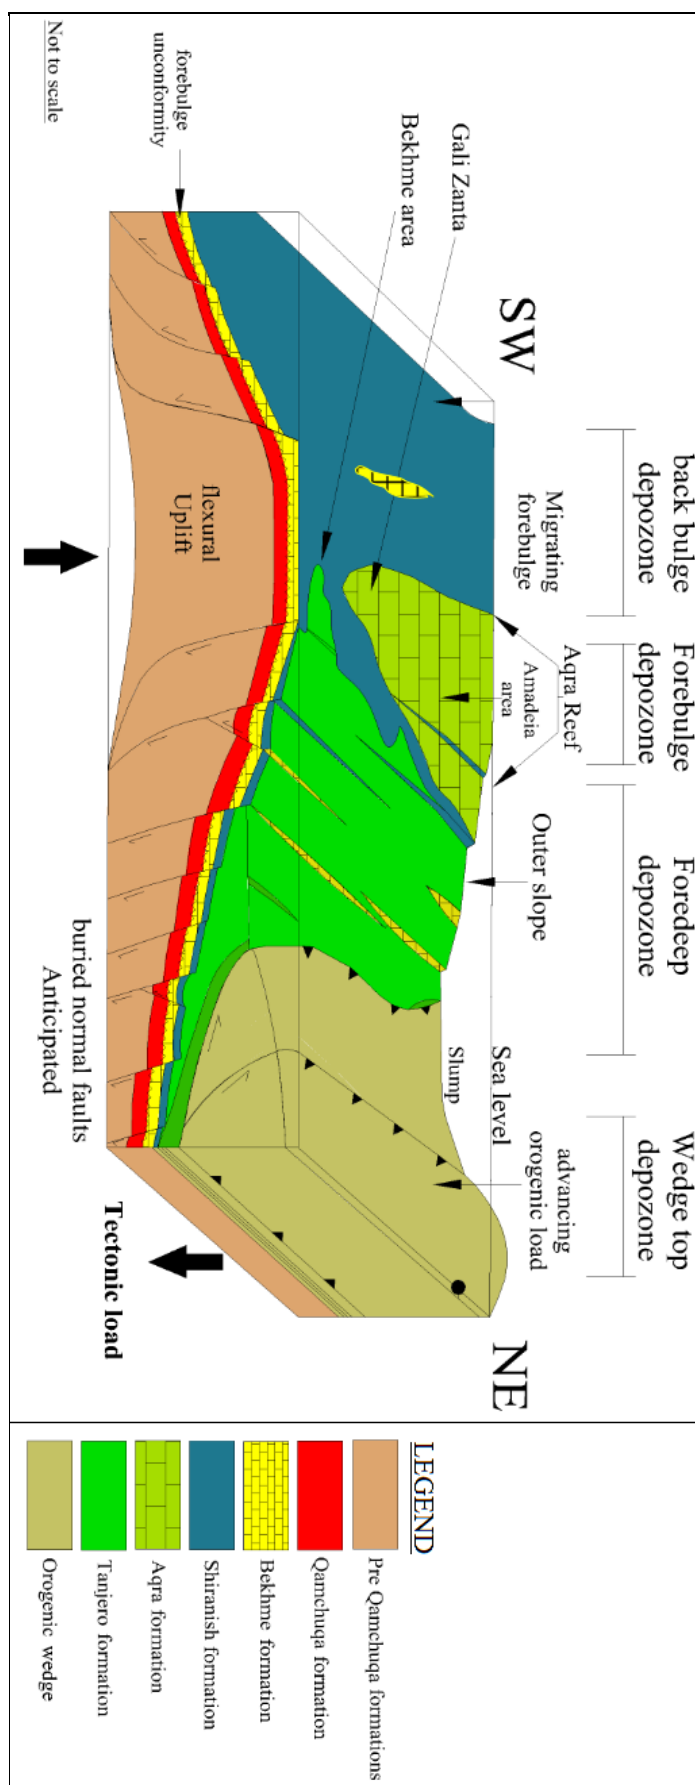 SW
NE
back bulge
depozone
Forebulge
depozone
Foredeep
depozone
Wedge top
depozone
Migrating
forebulge
Aqra Reef
Amadeia
area
Outer slope
Sea level
Slump
advancing
orogenic load
Gali Zanta
Bekhme area
forebulge
unconformity
Not to scale
flexural
Uplift
buried normal faults
Anticipated
Tectonic load
LEGEND
Pre Qamchuqa formations
Qamchuqa formation
Bekhme formation
Shiranish formation
Aqra formation
Tanjero formation
Orogenic wedge